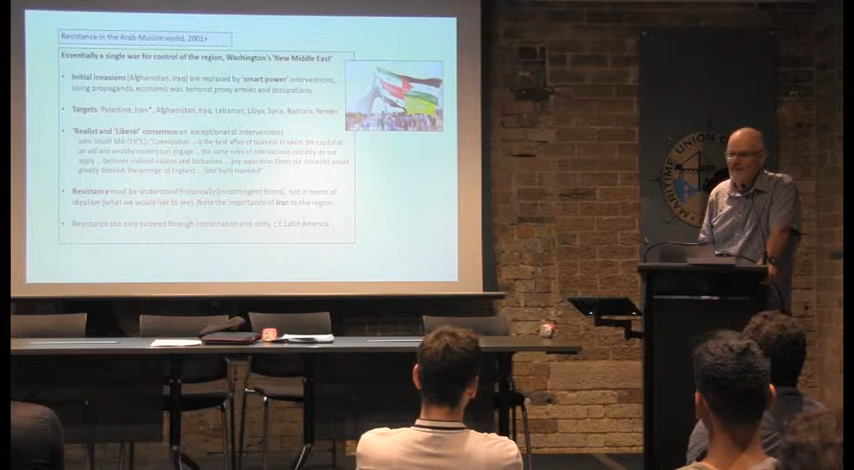 Resistance in the Arab-Muslim world, 2001+
Essentially a single war for control of the region, Washington's 'New Middle East'
• Initial invasions (Afghanistan, Iraq) are replaced by 'smart power' interventions,
using propaganda, economic war, terrorist proxy armies and occupations.
• Targets: Palestine, Iran*, Afghanistan, Iraq, Lebanon, Libya, Syria, Bahrain, Yemen
• 'Realist and 'Liberal' consensus on exceptionalist interventions
John Stuart Mill: "Colonisation ... is the best affair of business in which the capital of
an old and wealthy country can engage ... the same rules of international morality do not
apply ... between civilised nations and barbarians ... any separation [from our colonies] would
greatly diminish the prestige of England ... [and hurt] mankind"
• Resistance must be understood historically (in contingent terms), not in terms of
idealism (what we would like to see). Note the importance of Iran to the region.
• Resistance can only succeed through combination and unity, c.f. Latin America
MARITIME UNION